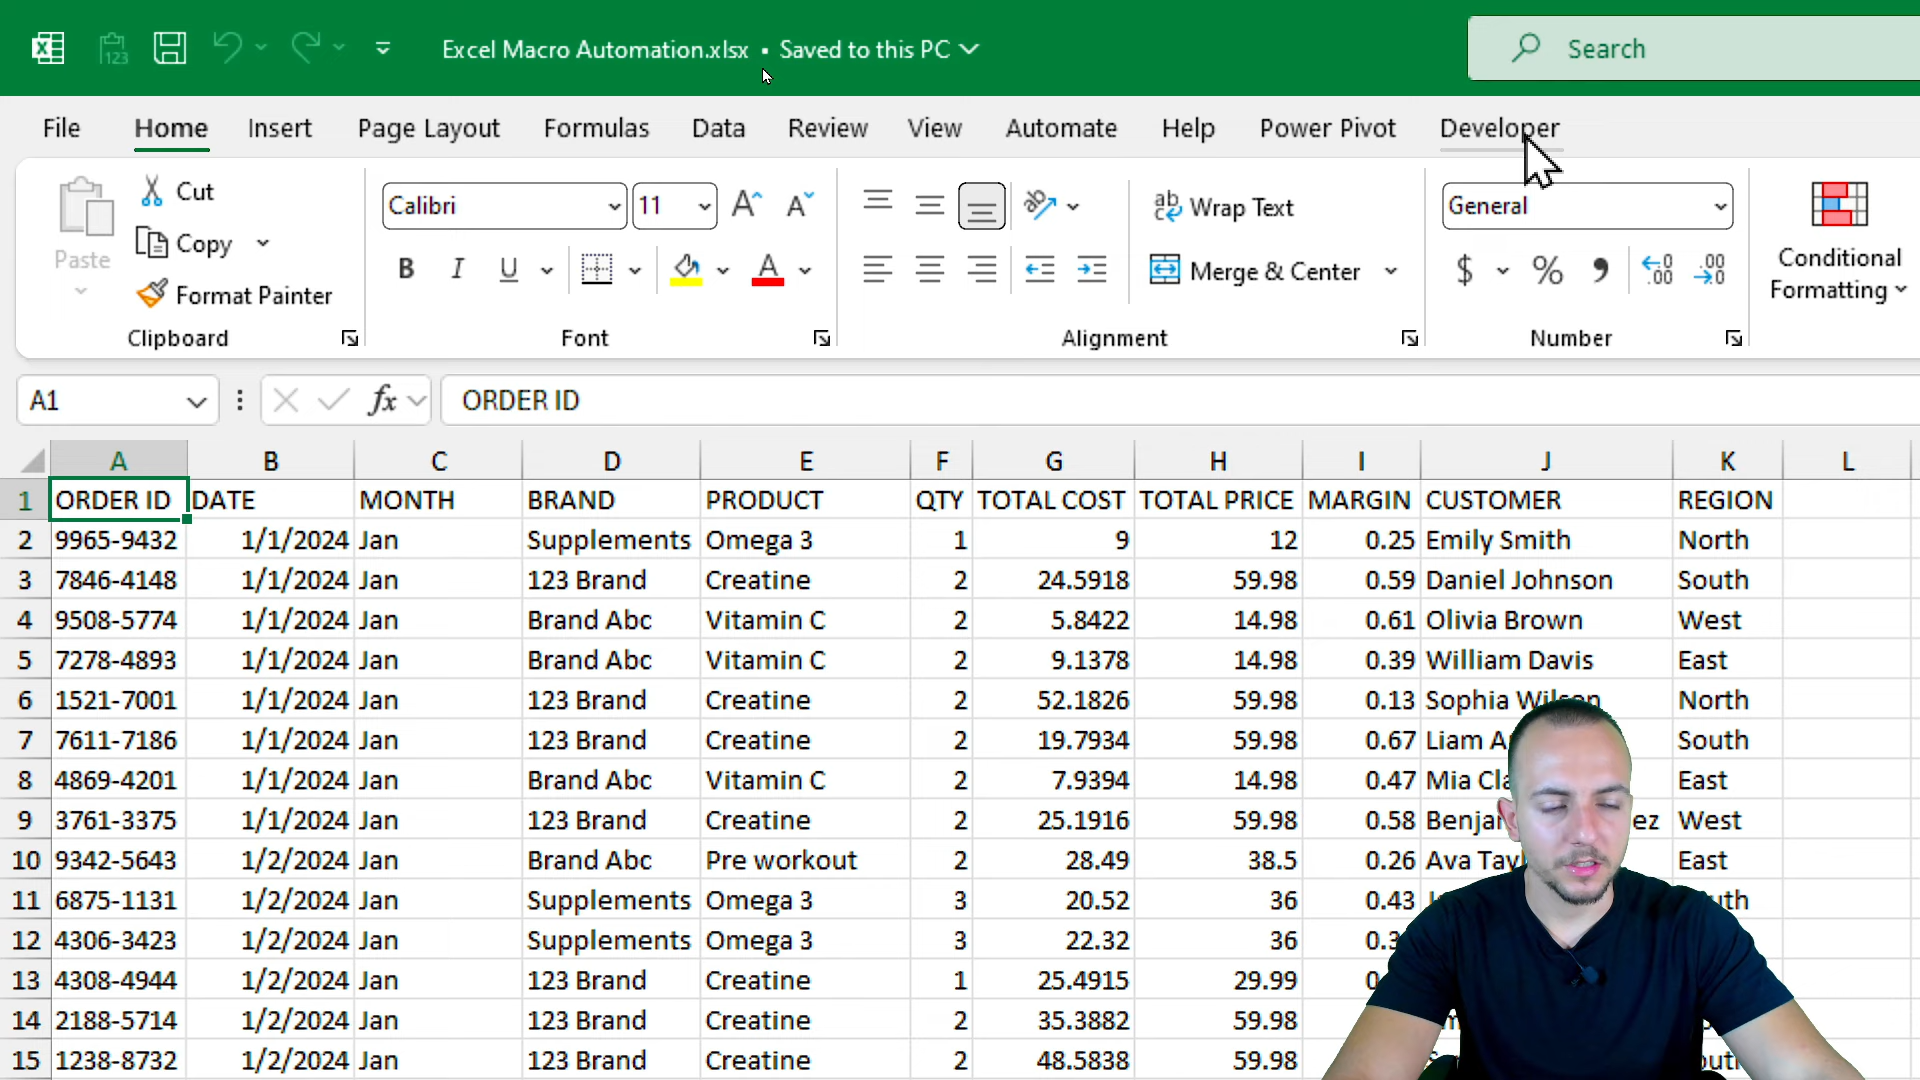 123 Excel Macro Automation.xlsx • Saved to this PC Search
File Home Insert Page Layout Formulas Data Review View Automate Help Power Pivot Developer
Paste Cut Copy Format Painter Clipboard
Calibri 11 B I U A Font
ab Wrap Text Merge & Center Alignment
General $ % 9 .00 .00 Number
Conditional Formatting
A1 fx ORDER ID
A B C D E F G H I J K L
1 ORDER ID DATE MONTH BRAND PRODUCT QTY TOTAL COST TOTAL PRICE MARGIN CUSTOMER REGION
2 9965-9432 1/1/2024 Jan Supplements Omega 3 1 9 12 0.25 Emily Smith North
3 7846-4148 1/1/2024 Jan 123 Brand Creatine 2 24.5918 59.98 0.59 Daniel Johnson South
4 9508-5774 1/1/2024 Jan Brand Abc Vitamin C 2 5.8422 14.98 0.61 Olivia Brown West
5 7278-4893 1/1/2024 Jan Brand Abc Vitamin C 2 9.1378 14.98 0.39 William Davis East
6 1521-7001 1/1/2024 Jan 123 Brand Creatine 2 52.1826 59.98 0.13 Sophia Wilson North
7 7611-7186 1/1/2024 Jan 123 Brand Creatine 2 19.7934 59.98 0.67 Liam South
8 4869-4201 1/1/2024 Jan Brand Abc Vitamin C 2 7.9394 14.98 0.47 Mia East
9 3761-3375 1/1/2024 Jan 123 Brand Creatine 2 25.1916 59.98 0.58 West
10 9342-5643 1/2/2024 Jan Brand Abc Pre workout 2 28.49 38.5 0.26 Ava East
11 6875-1131 1/2/2024 Jan Supplements Omega 3 3 20.52 36 0.43
12 4306-3423 1/2/2024 Jan Supplements Omega 3 3 22.32 36
13 4308-4944 1/2/2024 Jan 123 Brand Creatine 1 25.4915 29.99
14 2188-5714 1/2/2024 Jan 123 Brand Creatine 2 35.3882 59.98
15 1238-8732 1/2/2024 Jan 123 Brand Creatine 2 48.5838 59.98